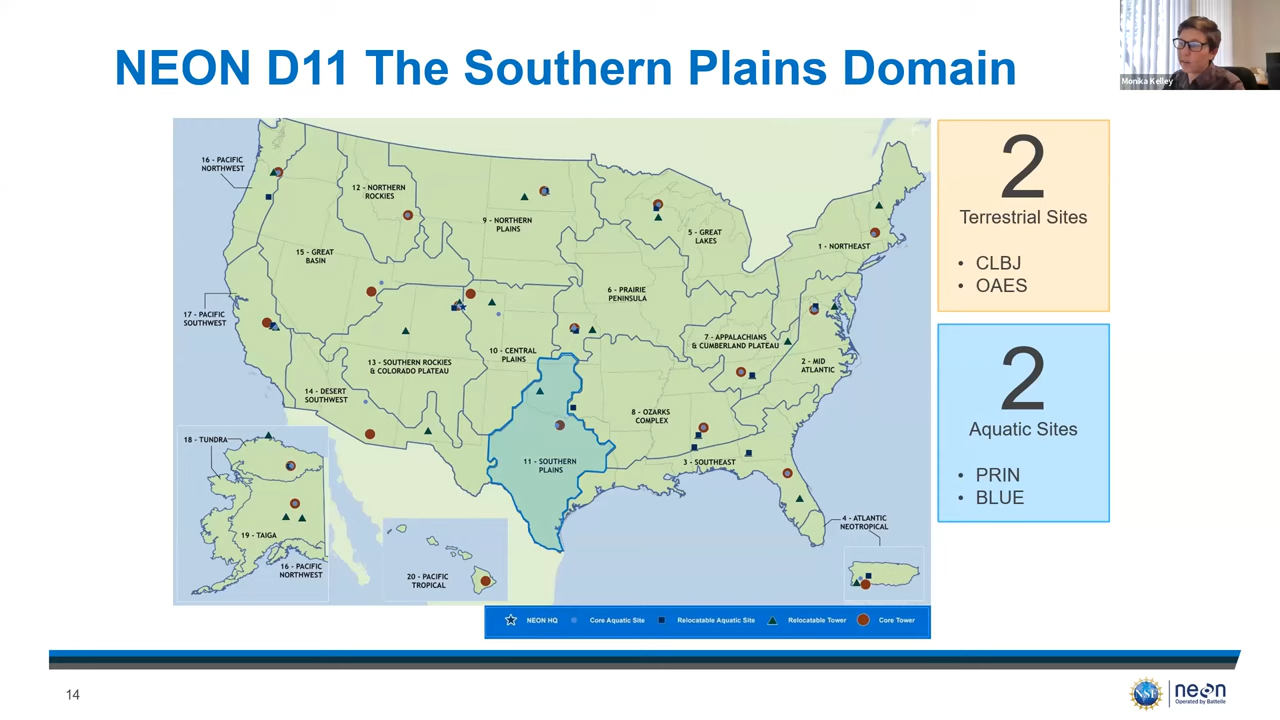 NEON D11 The Southern Plains Domain
Monika Kelley
16 - PACIFIC
NORTHWEST
12 - NORTHERN
ROCKIES
9 - NORTHERN
PLAINS
5 - GREAT
LAKES
1 - NORTHEAST
15 - GREAT
BASIN
6 - PRAIRIE
PENINSULA
17 - PACIFIC
SOUTHWEST
7 - APPALACHIANS
& CUMBERLAND PLATEAU
10 - CENTRAL
PLAINS
13 - SOUTHERN ROCKIES
& COLORADO PLATEAU
2 - MID
ATLANTIC
14 - DESERT
SOUTHWEST
8 - OZARKS
COMPLEX
18 - TUNDRA
11 - SOUTHERN
PLAINS
3 - SOUTHEAST
4 - ATLANTIC
NEOTROPICAL
19 - TAIGA
16 - PACIFIC
NORTHWEST
20 - PACIFIC
TROPICAL
NEON HQ
Core Aquatic Site
Relocatable Aquatic Site
Relocatable Tower
Core Tower
2
Terrestrial Sites
• CLBJ
• OAES
2
Aquatic Sites
• PRIN
• BLUE
14
NSF
neon
Operated by Battelle